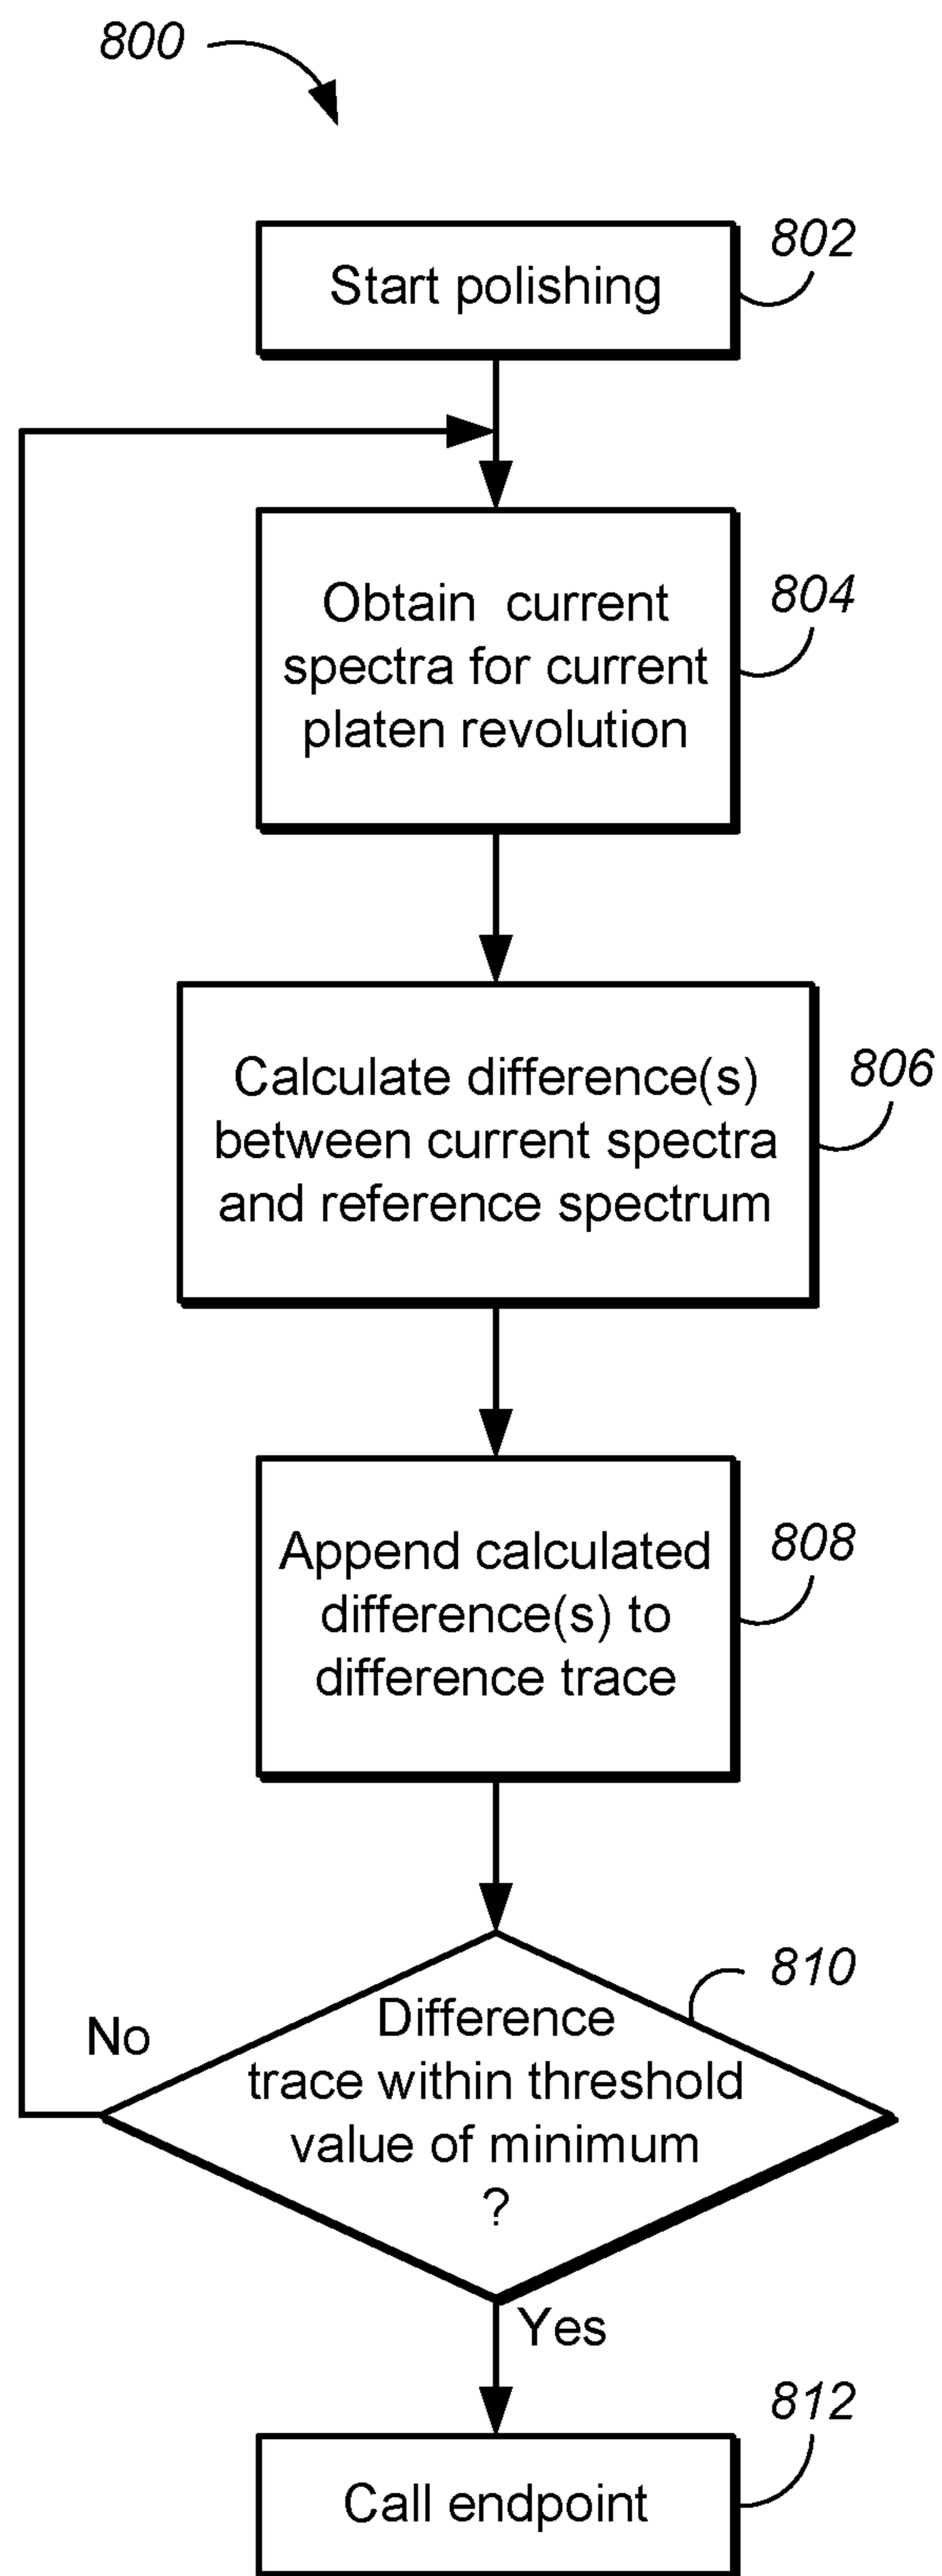 800
802
Start polishing
804
Obtain current
spectra for current
platen revolution
806
Calculate difference(s)
between current spectra
and reference spectrum
808
Append calculated
difference(s) to
difference trace
810
No
Difference
trace within threshold
value of minimum
?
Yes
812
Call endpoint